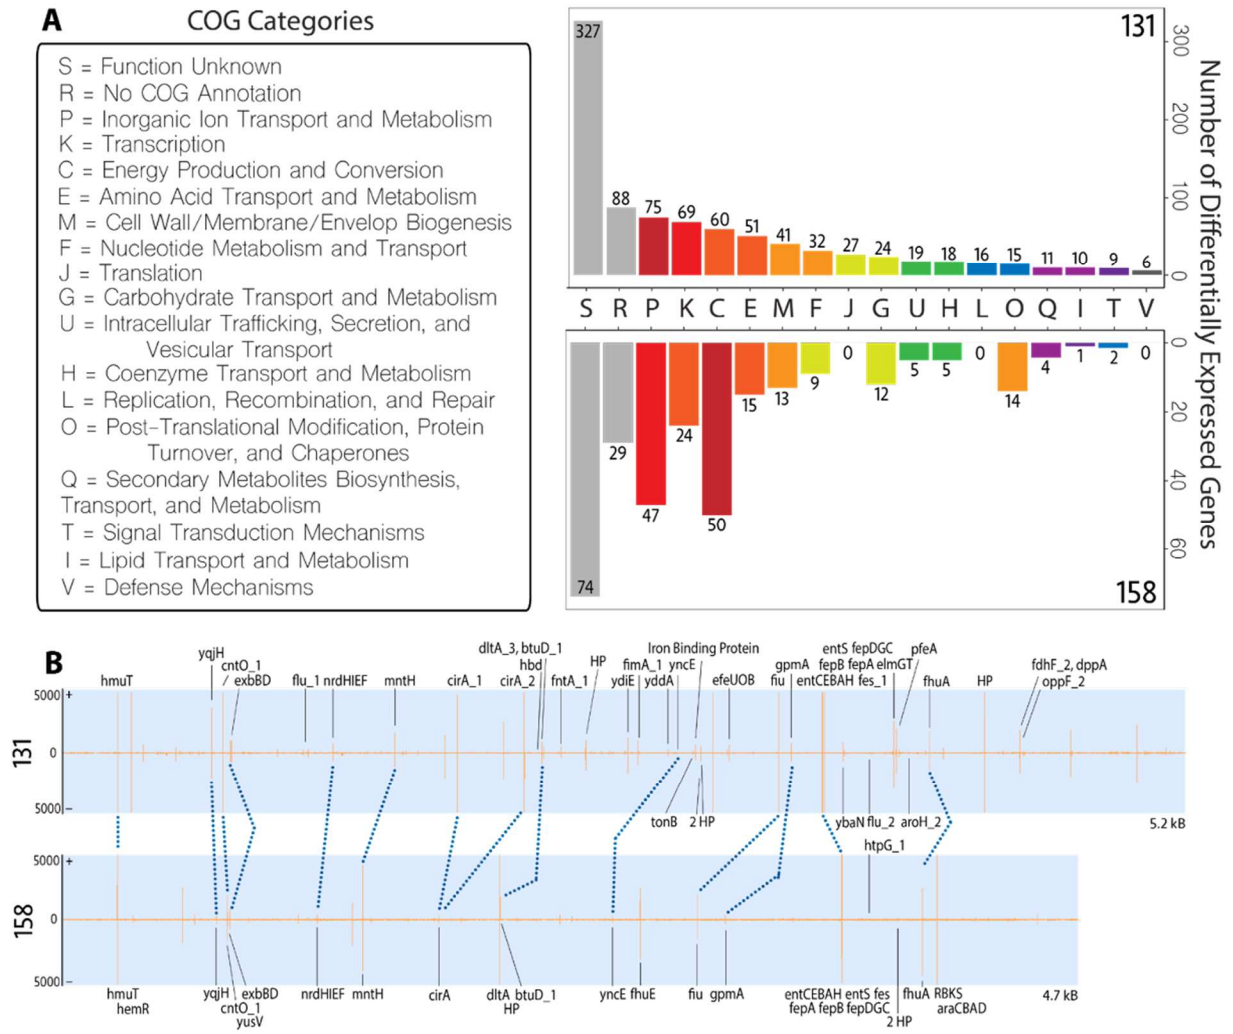 A
COG Categories
S = Function Unknown
R = No COG Annotation
P = Inorganic Ion Transport and Metabolism
K = Transcription
C = Energy Production and Conversion
E = Amino Acid Transport and Metabolism
M = Cell Wall/Membrane/Envelop Biogenesis
F = Nucleotide Metabolism and Transport
J = Translation
G = Carbohydrate Transport and Metabolism
U = Intracellular Trafficking, Secretion, and
Vesicular Transport
H = Coenzyme Transport and Metabolism
L = Replication, Recombination, and Repair
O = Post-Translational Modification, Protein
Turnover, and Chaperones
Q = Secondary Metabolites Biosynthesis,
Transport, and Metabolism
T = Signal Transduction Mechanisms
I = Lipid Transport and Metabolism
V = Defense Mechanisms
131
327 88 75 69 60 51 41 32 27 24 19 18 16 15 11 10 9 6
300
200
100
0
S R P K C E M F J G U H L O Q I T V
0
20
40
60
74 29 47 24 50 15 13 9 0 12 5 5 0 14 4 1 2 0
158
Number of Differentially Expressed Genes
B
dltA_3, btuD_1 Iron Binding Protein entS fepDGC pfeA
yqjH cntO_1 hbd HP fimA_1 yncE gpmA fepB fepA elmGT fdhF_2, dppA
hmuT exbBD flu_1 nrdHIEF mntH cirA_1 cirA_2 fntA_1 ydiE yddA efeUOB fiu entCEBAH fes_1 fhuA HP oppF_2
131
5000 +
0
5000 –
tonB 2 HP ybaN flu_2 aroH_2 5.2 kB
htpG_1
158
5000 +
0
5000 –
hmuT yqjH exbBD nrdHIEF mntH cirA dltA btuD_1 yncE fhuE fiu gpmA entCEBAH entS fes fhuA RBKS 4.7 kB
hemR cntO_1 HP fepA fepB fepDGC araCBAD
yusV 2 HP